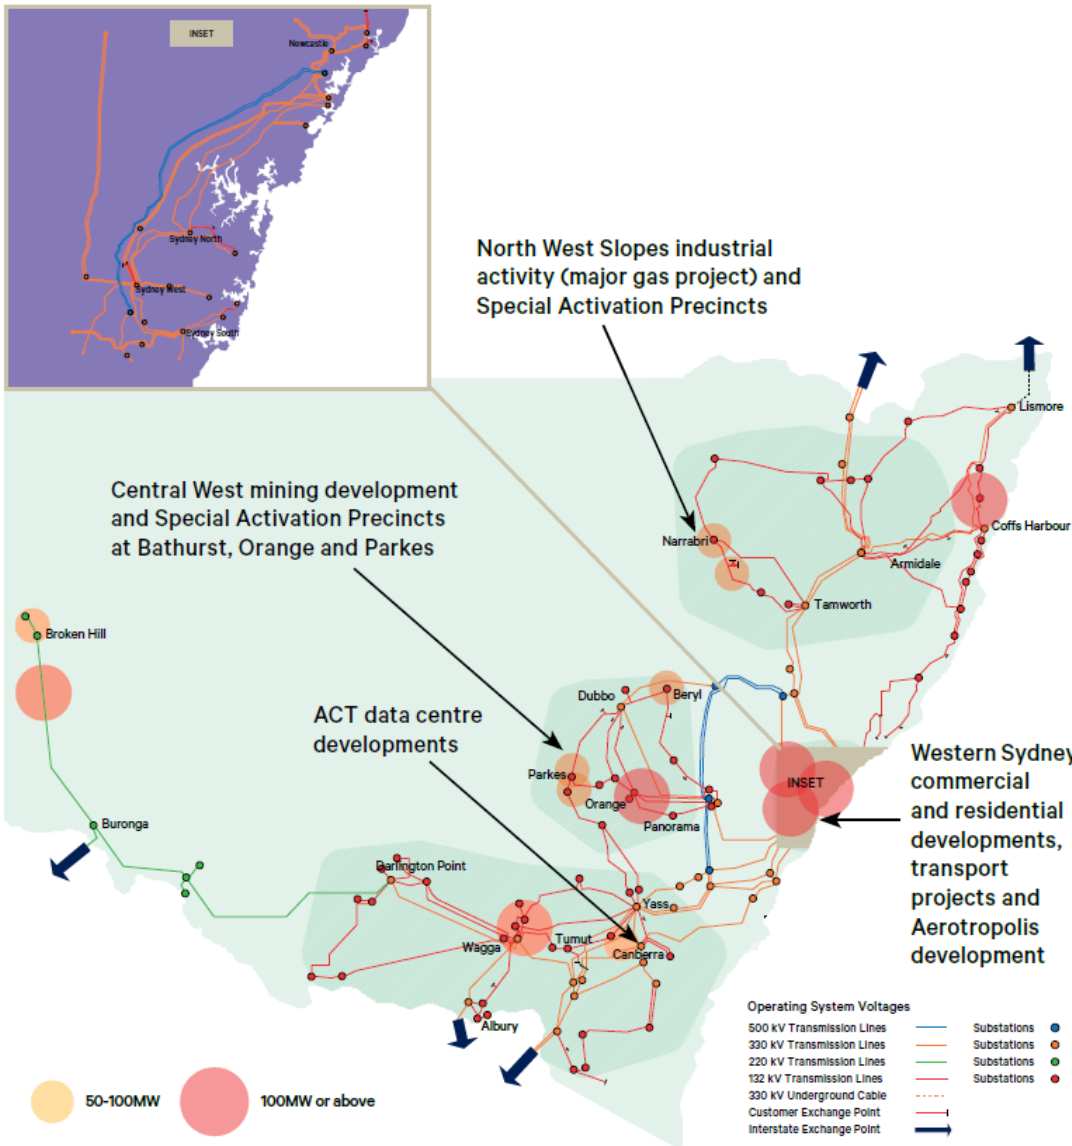 INSET
Newcastle
Sydney North
Sydney West
Sydney South
North West Slopes industrial
activity (major gas project) and
Special Activation Precincts
Central West mining development
and Special Activation Precincts
at Bathurst, Orange and Parkes
ACT data centre
developments
Lismore
Coffs Harbour
Narrabri
Armidale
Tamworth
Broken Hill
Dubbo
Beryl
Parkes
Orange
Panorama
INSET
Western Sydney
commercial
and residential
developments,
transport
projects and
Aerotropolis
development
Buronga
Darlington Point
Yass
Wagga
Tumut
Canberra
Albury
50-100MW
100MW or above
Operating System Voltages
500 kV Transmission Lines Substations
330 kV Transmission Lines Substations
220 kV Transmission Lines Substations
132 kV Transmission Lines Substations
330 kV Underground Cable
Customer Exchange Point
Interstate Exchange Point